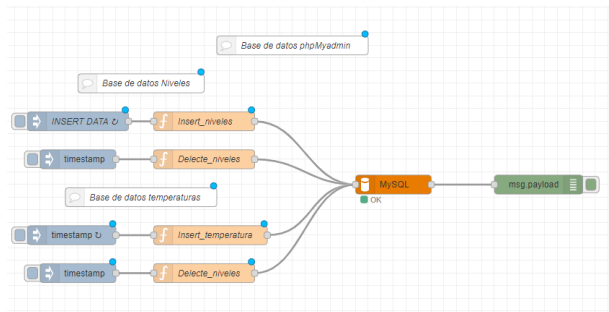 Base de datos phpMyadmin
Base de datos Niveles
INSERT DATA ↻
Insert_niveles
timestamp
Delecte_niveles
MySQL
msg.payload
OK
Base de datos temperaturas
timestamp ↻
Insert_temperatura
timestamp
Delecte_niveles